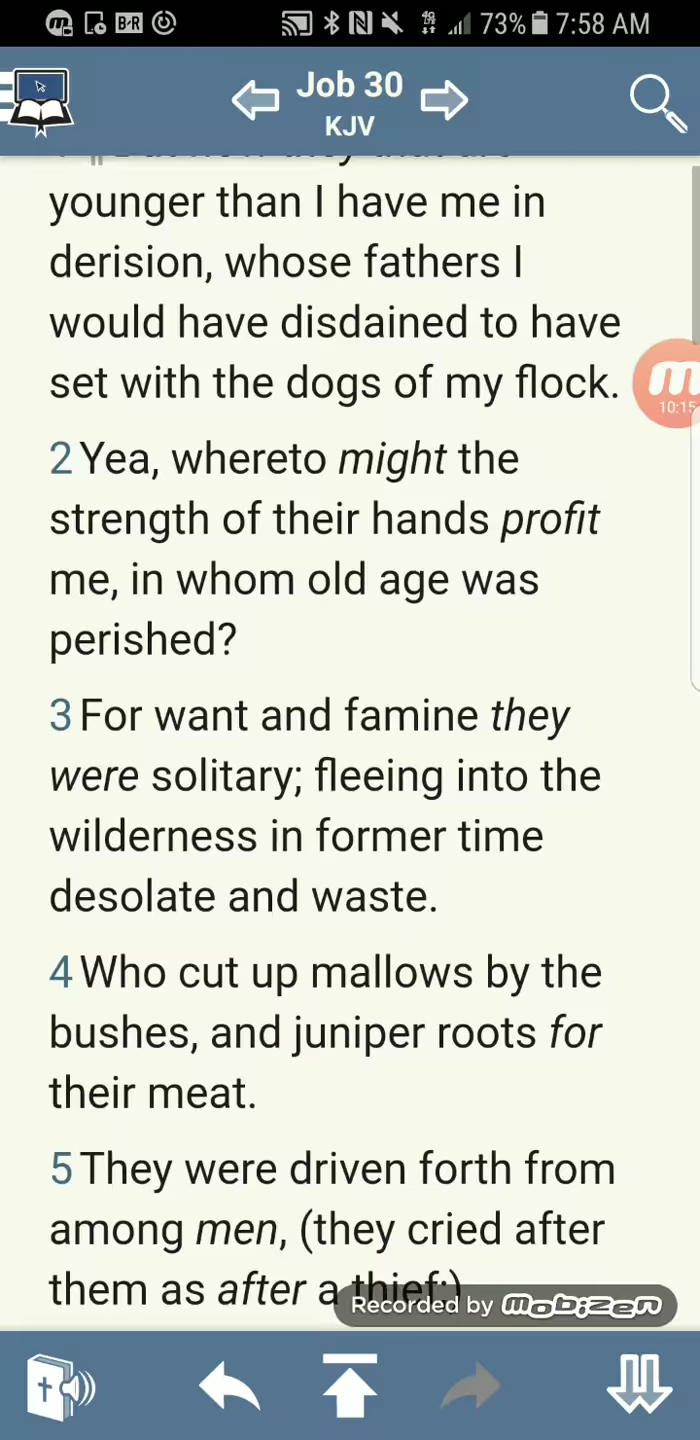 73% 7:58 AM
Job 30
KJV
younger than I have me in
derision, whose fathers I
would have disdained to have
set with the dogs of my flock.
10:15
2 Yea, whereto might the
strength of their hands profit
me, in whom old age was
perished?
3 For want and famine they
were solitary; fleeing into the
wilderness in former time
desolate and waste.
4 Who cut up mallows by the
bushes, and juniper roots for
their meat.
5 They were driven forth from
among men, (they cried after
them as after a thief;)
Recorded by mobizen